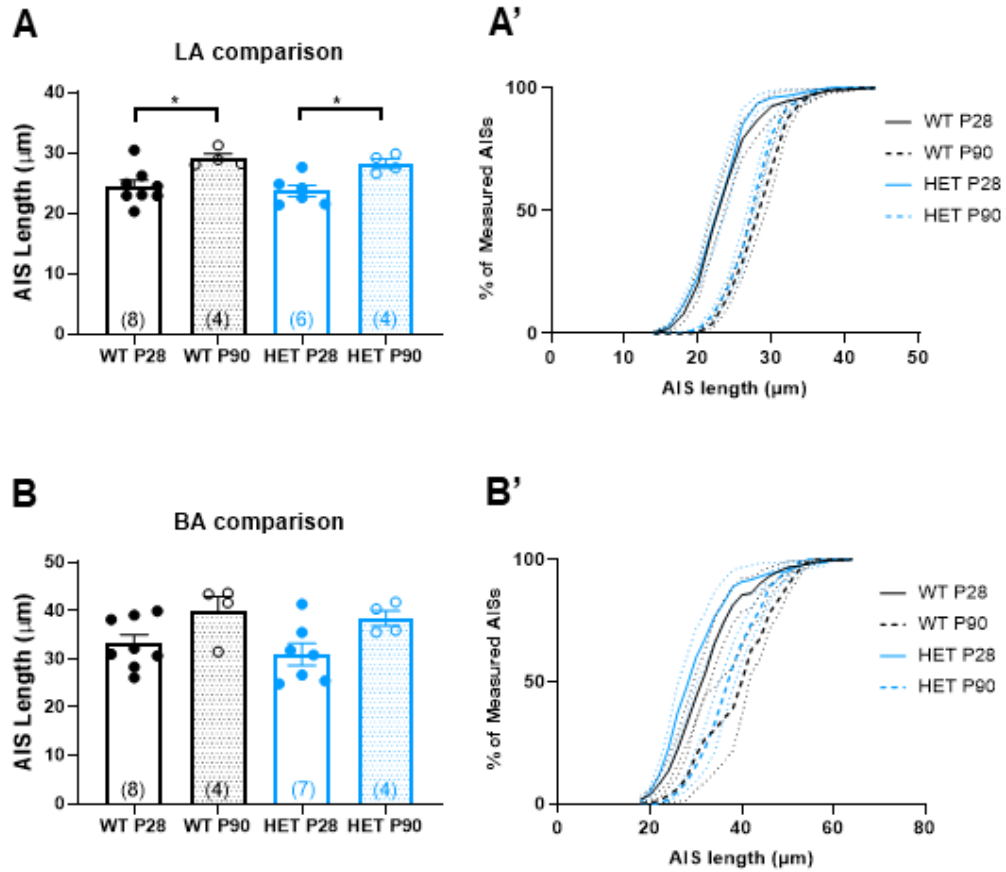 A
LA comparison
AIS Length (μm)
40
30
20
10
0
* *
(8) (4) (6) (4)
WT P28 WT P90 HET P28 HET P90
A'
% of Measured AISs
100
50
0
0 10 20 30 40 50
AIS length (μm)
WT P28
WT P90
HET P28
HET P90
B
BA comparison
AIS Length (μm)
50
40
30
20
10
0
(8) (4) (7) (4)
WT P28 WT P90 HET P28 HET P90
B'
% of Measured AISs
100
50
0
0 20 40 60 80
AIS length (μm)
WT P28
WT P90
HET P28
HET P90